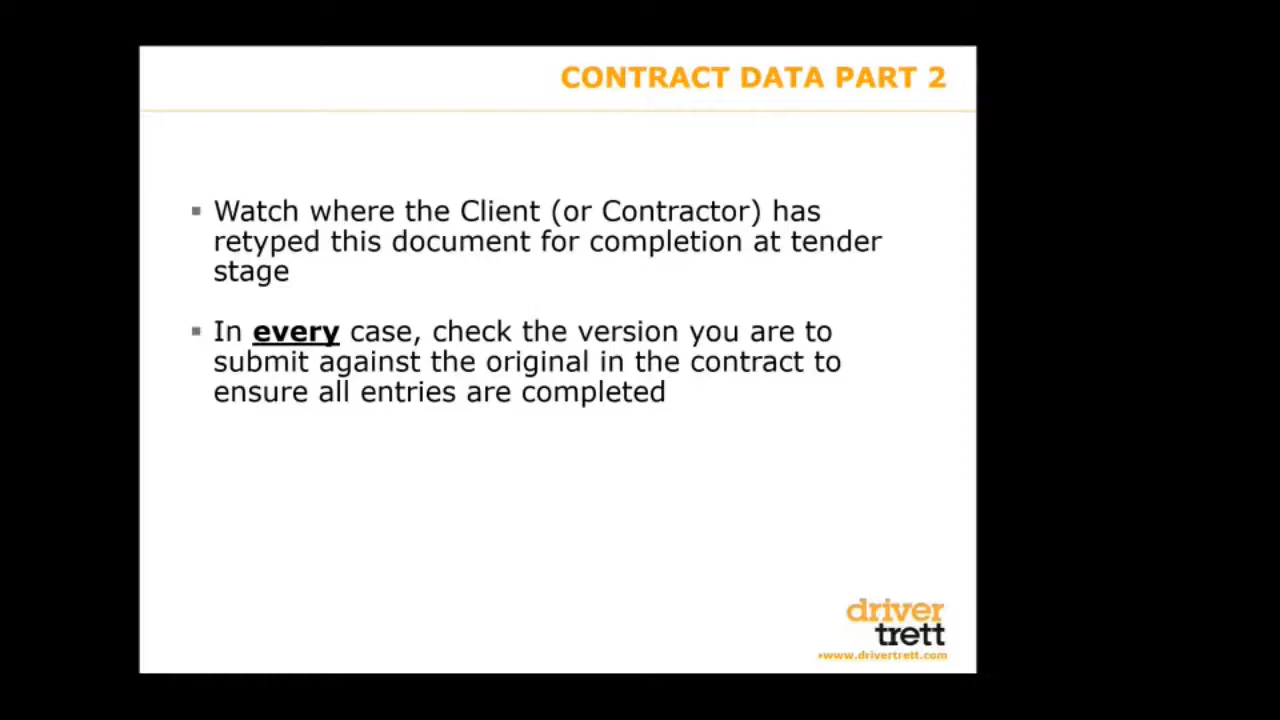 CONTRACT DATA PART 2
▪ Watch where the Client (or Contractor) has
retyped this document for completion at tender
stage
▪ In every case, check the version you are to
submit against the original in the contract to
ensure all entries are completed
driver
trett
•www.drivertrett.com